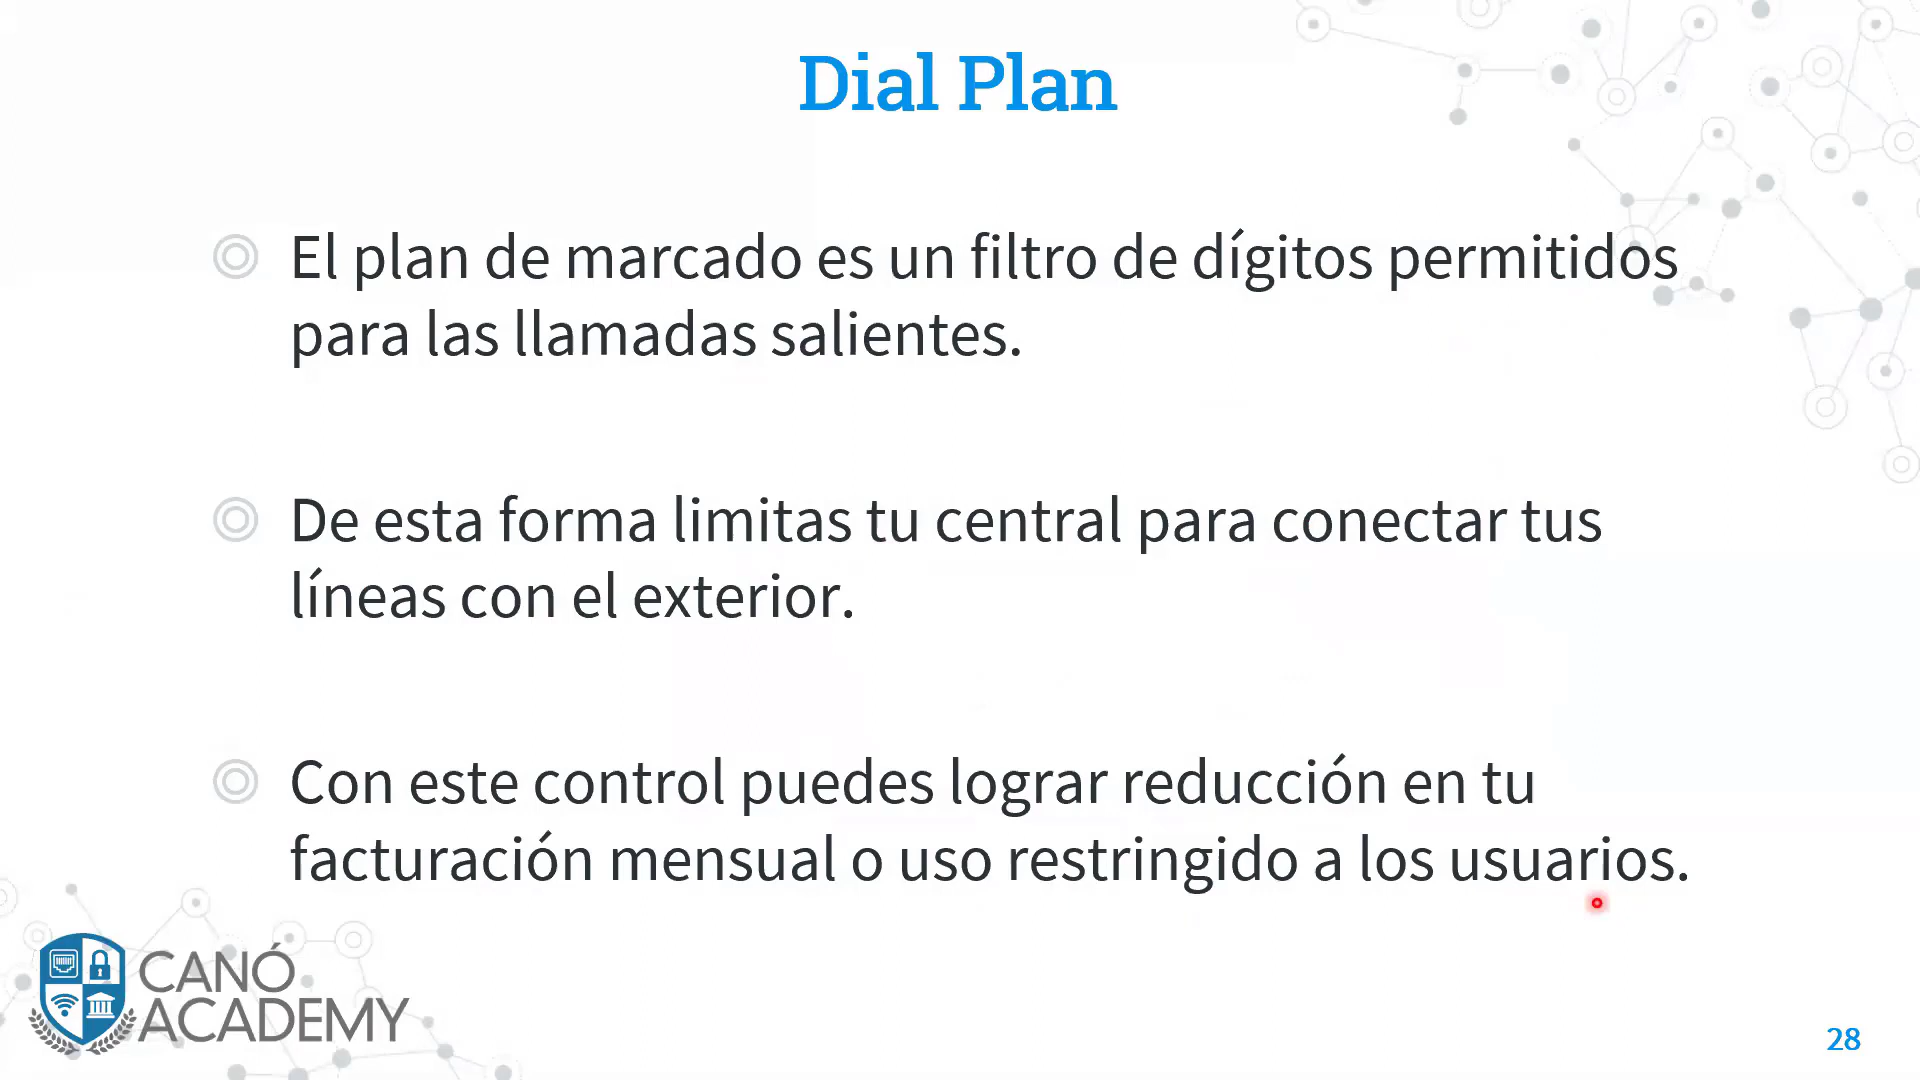 Dial Plan
El plan de marcado es un filtro de dígitos permitidos
para las llamadas salientes.
De esta forma limitas tu central para conectar tus
líneas con el exterior.
Con este control puedes lograr reducción en tu
facturación mensual o uso restringido a los usuarios.
CANÓ
ACADEMY
28